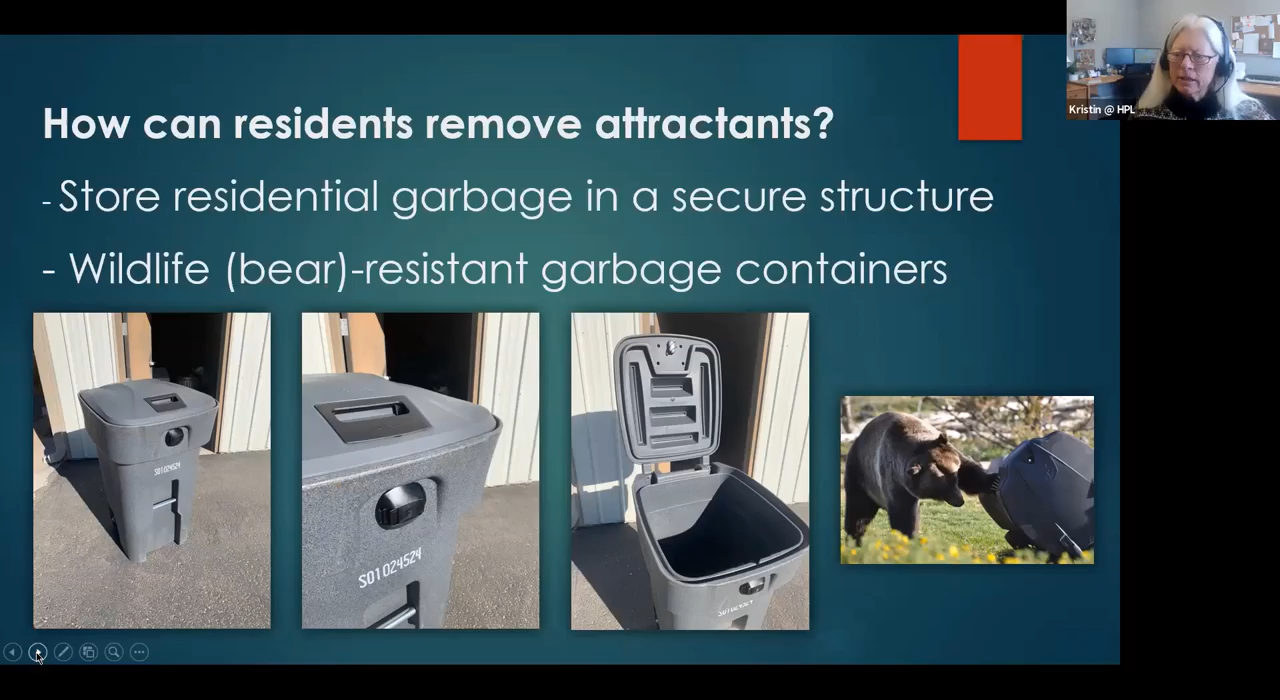 Kristin @ HPL
How can residents remove attractants?
- Store residential garbage in a secure structure
- Wildlife (bear)-resistant garbage containers
S01024524
S01024524
S01024524